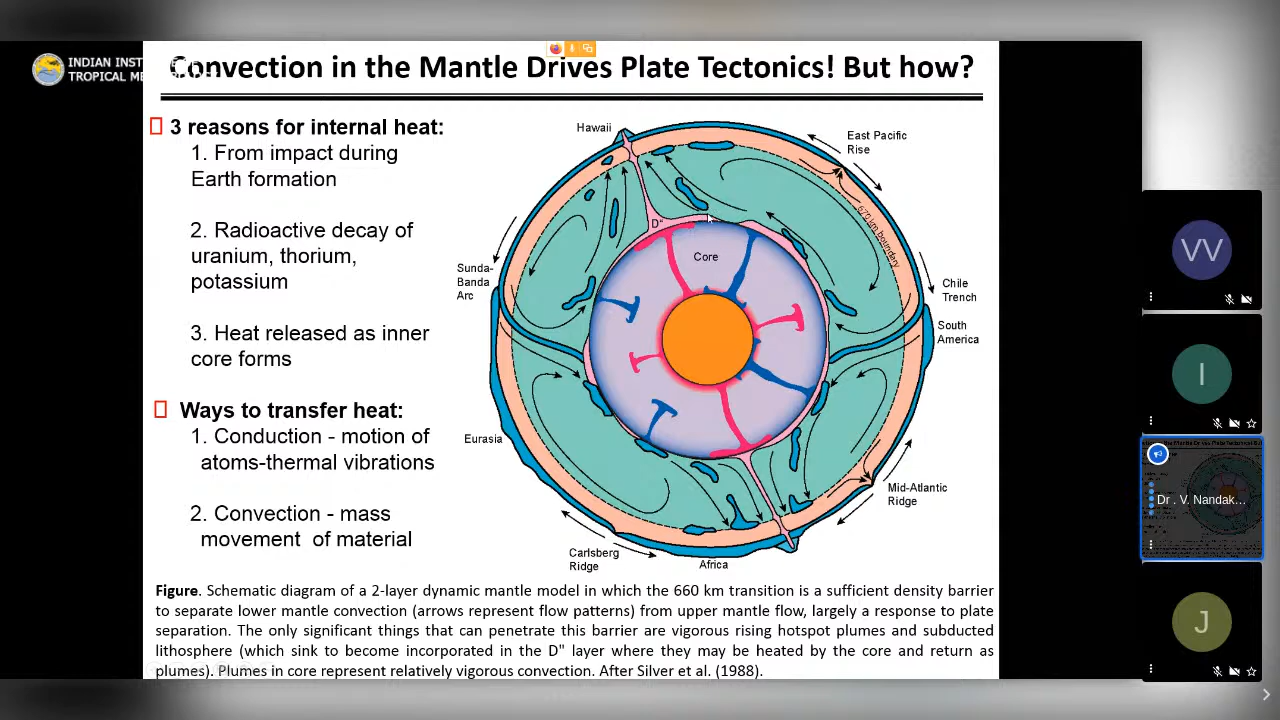 INDIAN INST
TROPICAL ME
Convection in the Mantle Drives Plate Tectonics! But how?
3 reasons for internal heat:
1. From impact during
Earth formation
2. Radioactive decay of
uranium, thorium,
potassium
3. Heat released as inner
core forms
Ways to transfer heat:
1. Conduction - motion of
atoms-thermal vibrations
2. Convection - mass
movement of material
Hawaii
East Pacific
Rise
670 km boundary
D"
Core
Sunda-
Banda
Arc
Chile
Trench
South
America
Eurasia
Mid-Atlantic
Ridge
Carlsberg
Ridge
Africa
Figure. Schematic diagram of a 2-layer dynamic mantle model in which the 660 km transition is a sufficient density barrier
to separate lower mantle convection (arrows represent flow patterns) from upper mantle flow, largely a response to plate
separation. The only significant things that can penetrate this barrier are vigorous rising hotspot plumes and subducted
lithosphere (which sink to become incorporated in the D" layer where they may be heated by the core and return as
plumes). Plumes in core represent relatively vigorous convection. After Silver et al. (1988).
VV
I
Dr . V. Nandak...
J